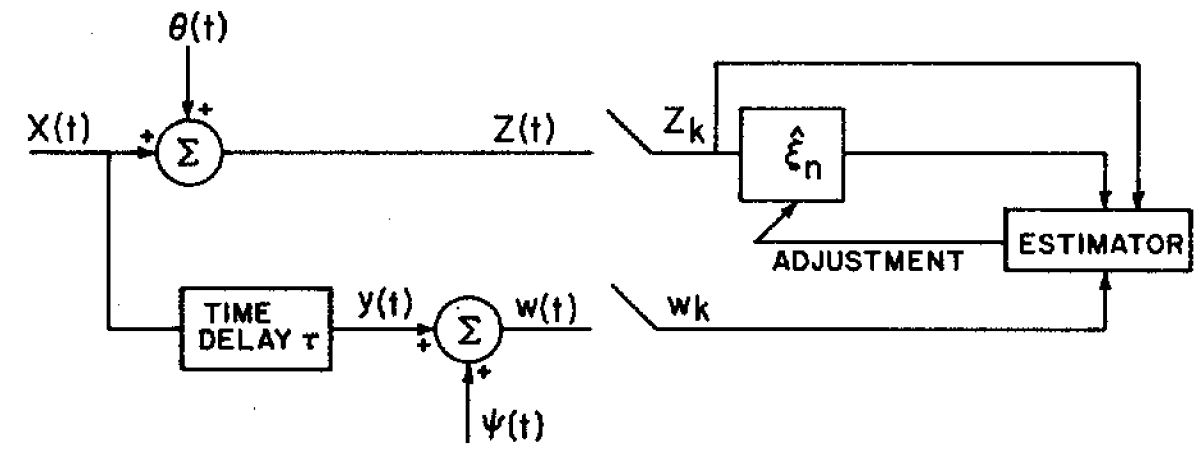 θ(t)
+
X(t)
+
Σ
Z(t)
Z_k
ξ̂_n
ESTIMATOR
ADJUSTMENT
TIME
DELAY τ
y(t)
+
Σ
w(t)
w_k
+
ψ(t)